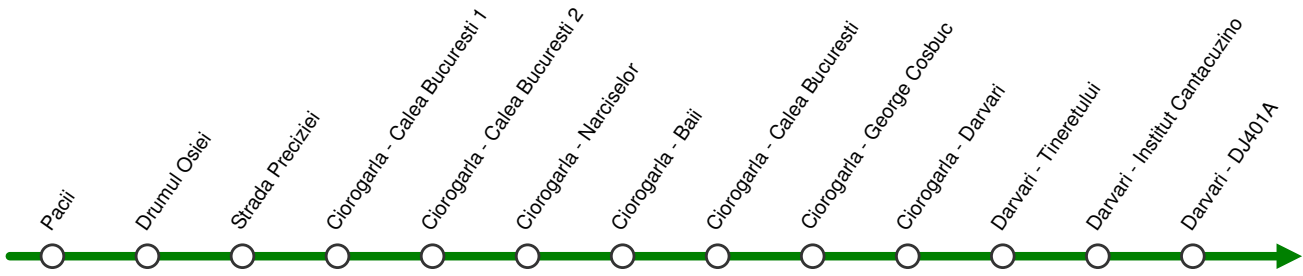 Pacii
Drumul Osiei
Strada Preciziei
Ciorogarla - Calea Bucuresti 1
Ciorogarla - Calea Bucuresti 2
Ciorogarla - Narciselor
Ciorogarla - Baii
Ciorogarla - Calea Bucuresti
Ciorogarla - George Cosbuc
Ciorogarla - Darvari
Darvari - Tineretului
Darvari - Institut Cantacuzino
Darvari - DJ401A